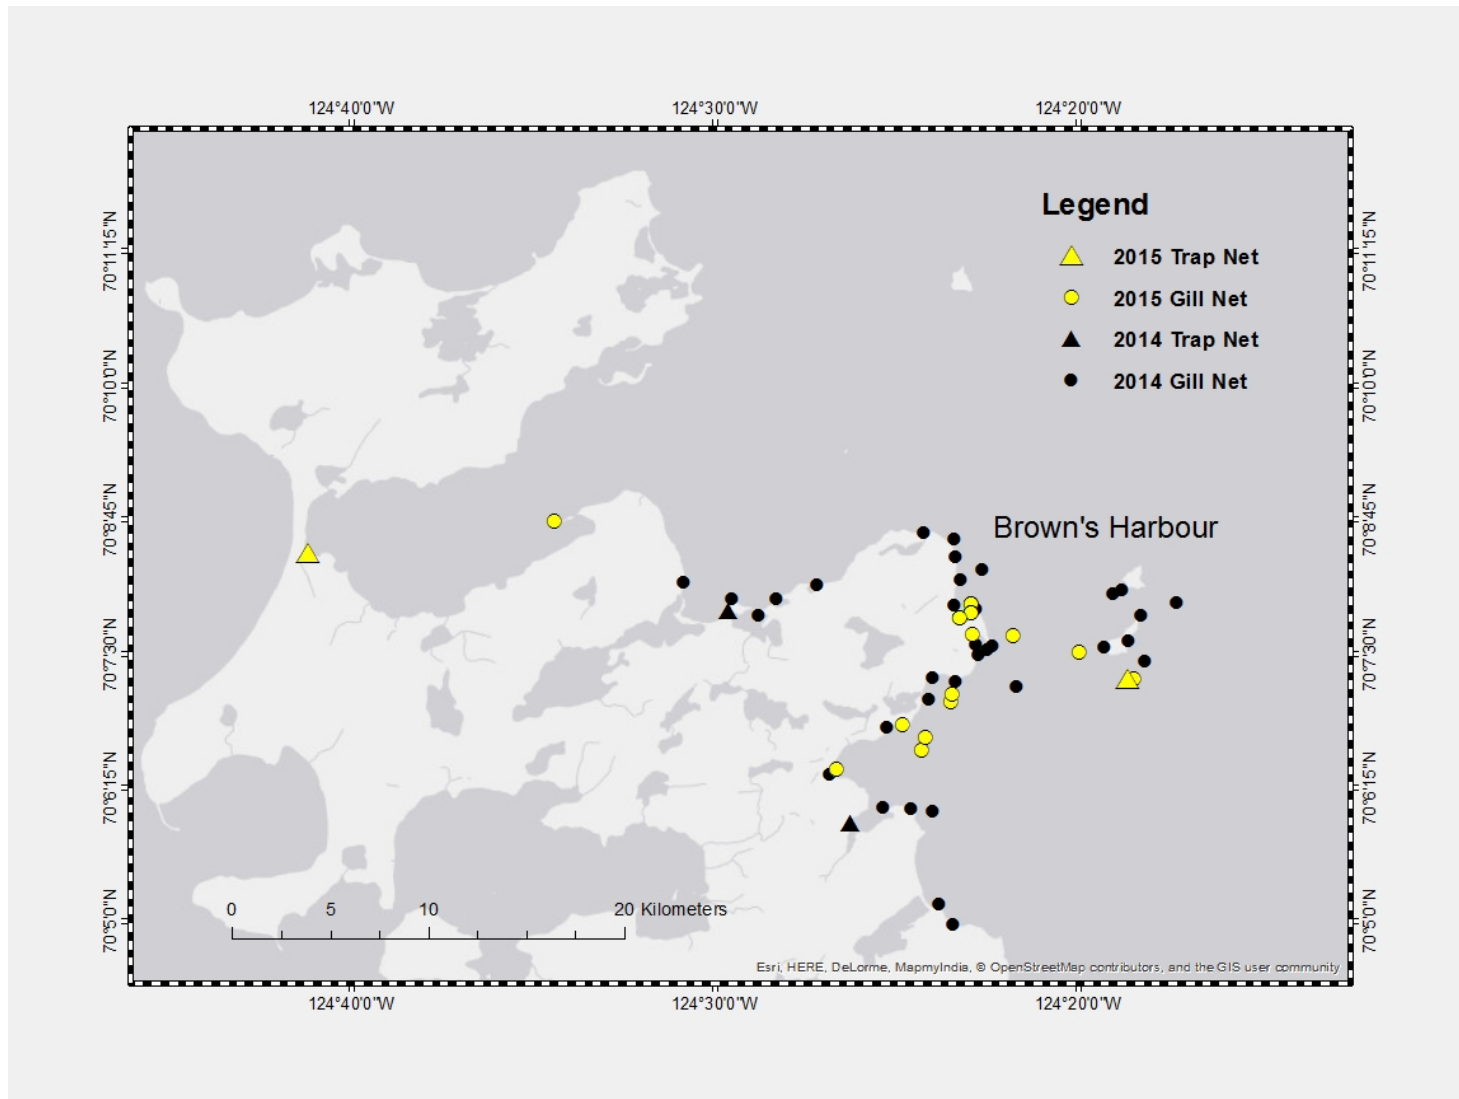 124°40'0"W 124°30'0"W 124°20'0"W
Legend
2015 Trap Net
2015 Gill Net
2014 Trap Net
2014 Gill Net
70°11'15"N 70°11'15"N
70°10'0"N 70°10'0"N
70°8'45"N 70°8'45"N
Brown's Harbour
70°7'30"N 70°7'30"N
70°6'15"N 70°6'15"N
70°5'0"N 70°5'0"N
0 5 10 20 Kilometers
Esri, HERE, DeLorme, MapmyIndia, © OpenStreetMap contributors, and the GIS user community
124°40'0"W 124°30'0"W 124°20'0"W